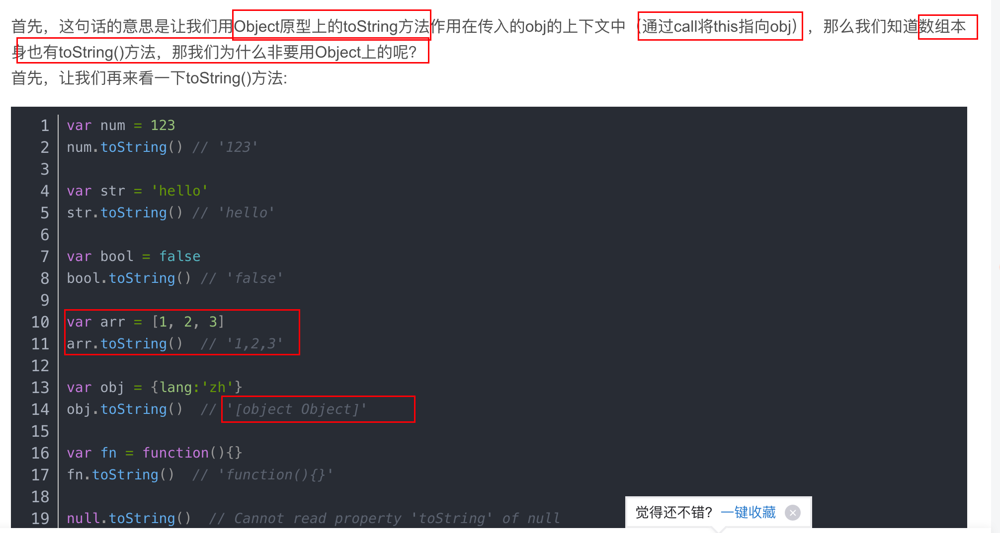 首先，这句话的意思是让我们用Object原型上的toString方法作用在传入的obj的上下文中（通过call将this指向obj），那么我们知道数组本
身也有toString()方法，那我们为什么非要用Object上的呢？
首先，让我们再来看一下toString()方法:
1 var num = 123
2 num.toString() // '123'
3
4 var str = 'hello'
5 str.toString() // 'hello'
6
7 var bool = false
8 bool.toString() // 'false'
9
10 var arr = [1, 2, 3]
11 arr.toString()  // '1,2,3'
12
13 var obj = {lang:'zh'}
14 obj.toString()  // '[object Object]'
15
16 var fn = function(){}
17 fn.toString()  // 'function(){}'
18
19 null.toString()  // Cannot read property 'toString' of null
觉得还不错? 一键收藏